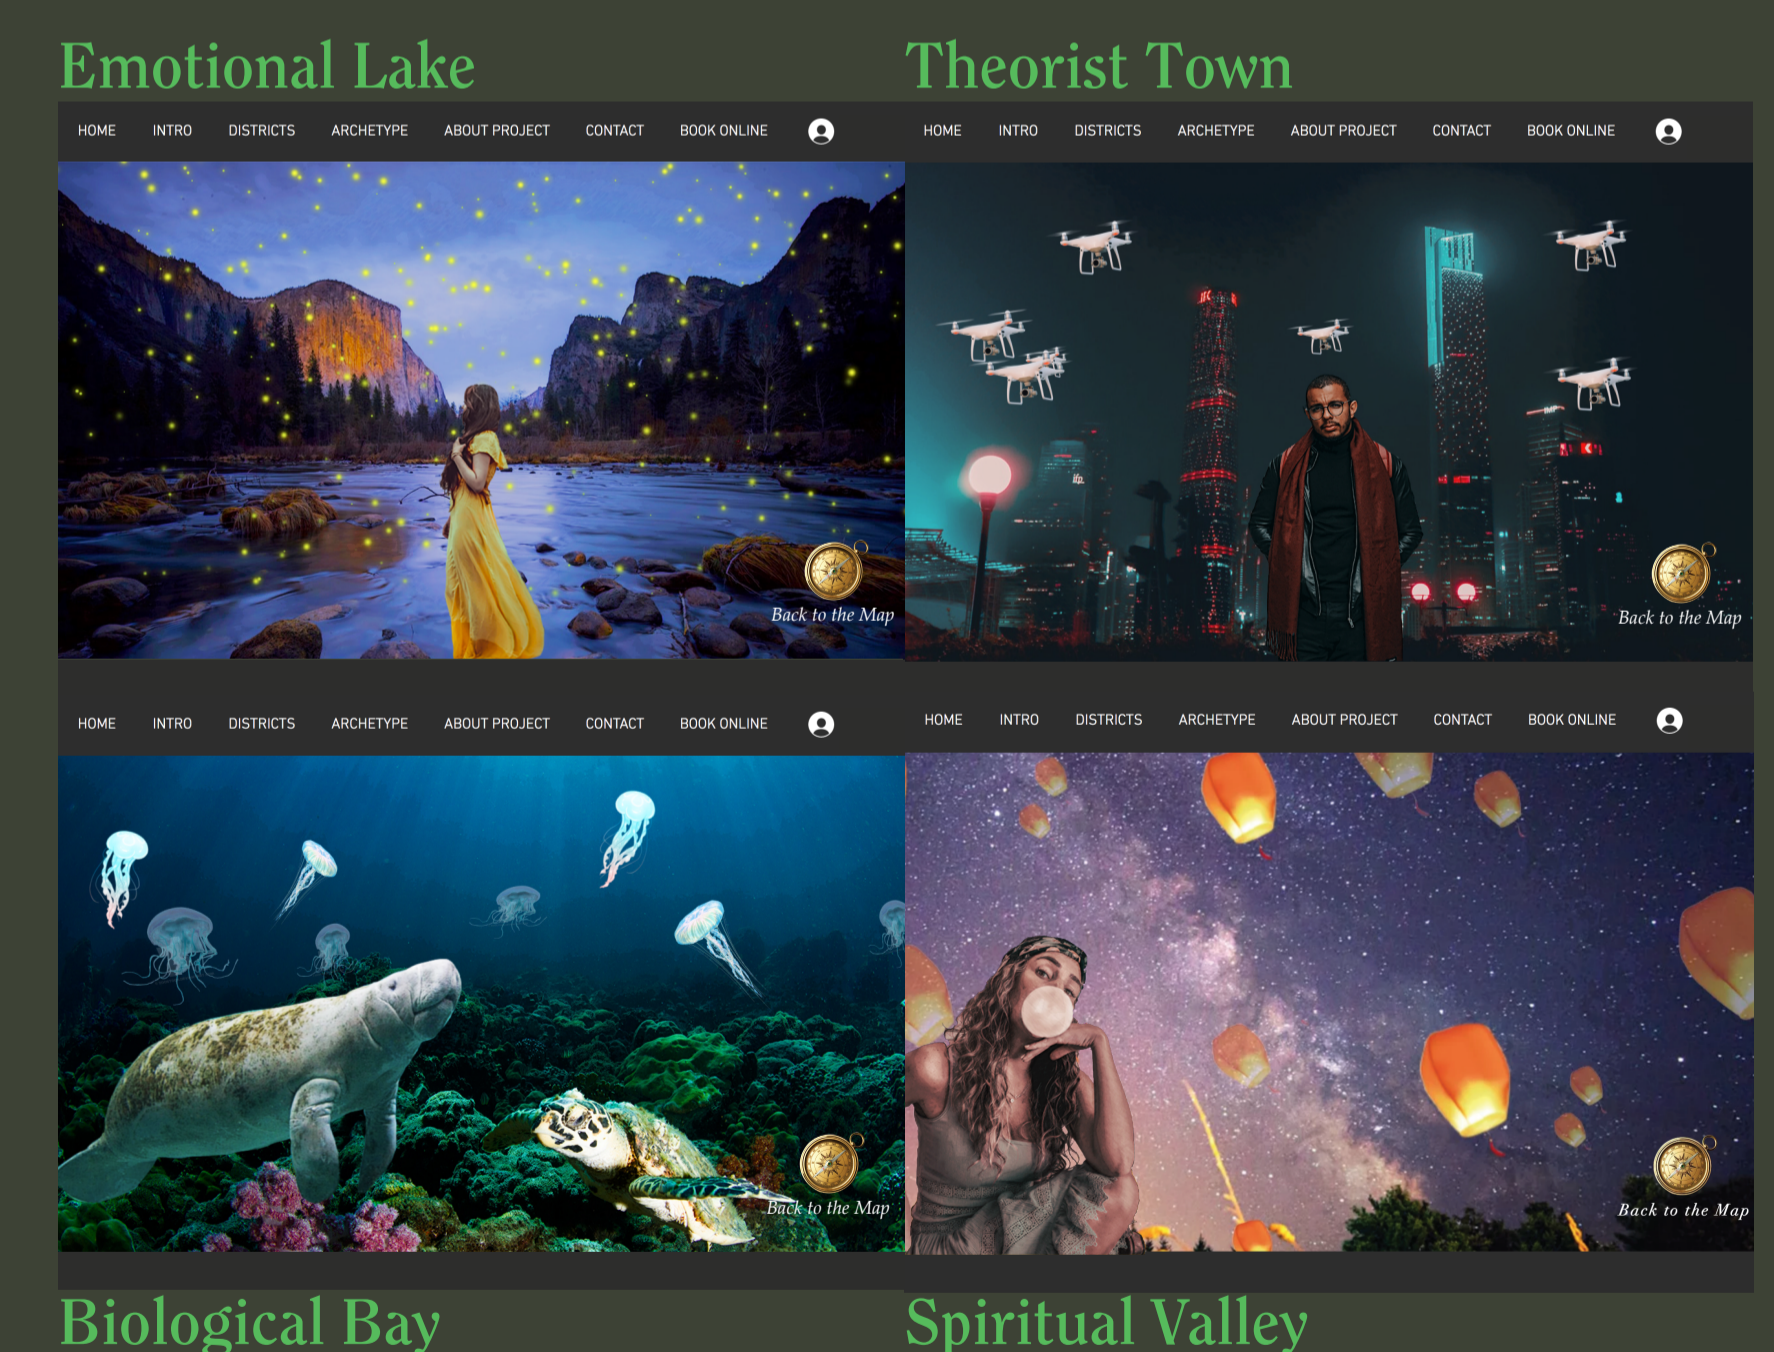 Emotional Lake
Theorist Town
HOME INTRO DISTRICTS ARCHETYPE ABOUT PROJECT CONTACT BOOK ONLINE
HOME INTRO DISTRICTS ARCHETYPE ABOUT PROJECT CONTACT BOOK ONLINE
ifp
Back to the Map
Back to the Map
HOME INTRO DISTRICTS ARCHETYPE ABOUT PROJECT CONTACT BOOK ONLINE
HOME INTRO DISTRICTS ARCHETYPE ABOUT PROJECT CONTACT BOOK ONLINE
Back to the Map
Back to the Map
Biological Bay
Spiritual Valley